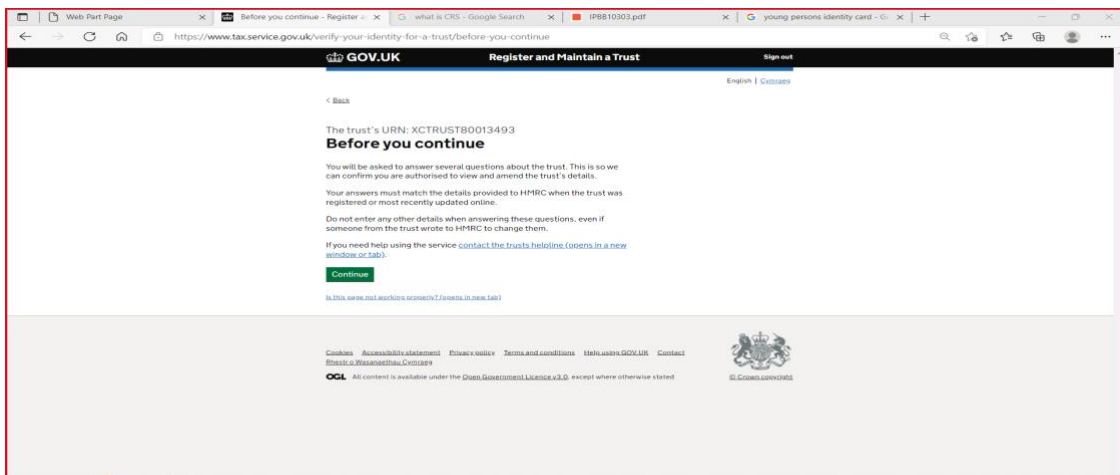 Web Part Page
Before you continue - Register a
what is CRS - Google Search
IPBB10303.pdf
young persons identity card - G
https://www.tax.service.gov.uk/verify-your-identity-for-a-trust/before-you-continue
GOV.UK Register and Maintain a Trust Sign out
English | Cymraeg
< Back
The trust's URN: XCTRUST80013493
Before you continue
You will be asked to answer several questions about the trust. This is so we
can confirm you are authorised to view and amend the trust's details.
Your answers must match the details provided to HMRC when the trust was
registered or most recently updated online.
Do not enter any other details when answering these questions, even if
someone from the trust wrote to HMRC to change them.
If you need help using the service contact the trusts helpline (opens in a new
window or tab).
Continue
Is this page not working properly? (opens in new tab)
Cookies Accessibility statement Privacy policy Terms and conditions Help using GOV.UK Contact
Rhestr o Wasanaethau Cymraeg
OGL All content is available under the Open Government Licence v3.0, except where otherwise stated
© Crown copyright